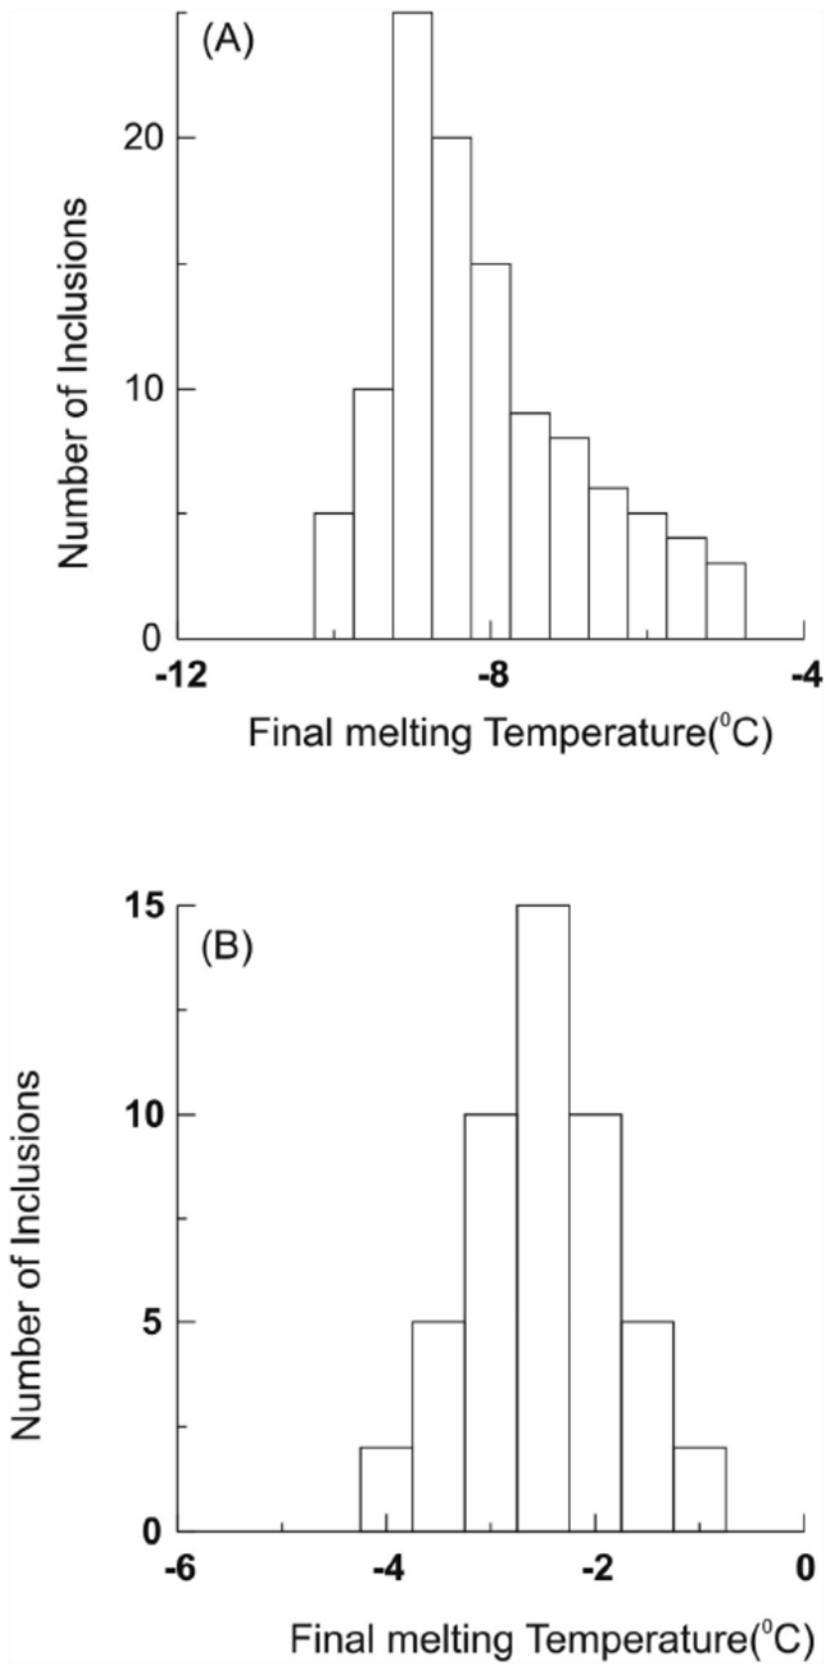 (A)
20
10
0
Number of Inclusions
-12 -8 -4
Final melting Temperature(⁰C)
15
(B)
10
5
0
Number of Inclusions
-6 -4 -2 0
Final melting Temperature(⁰C)